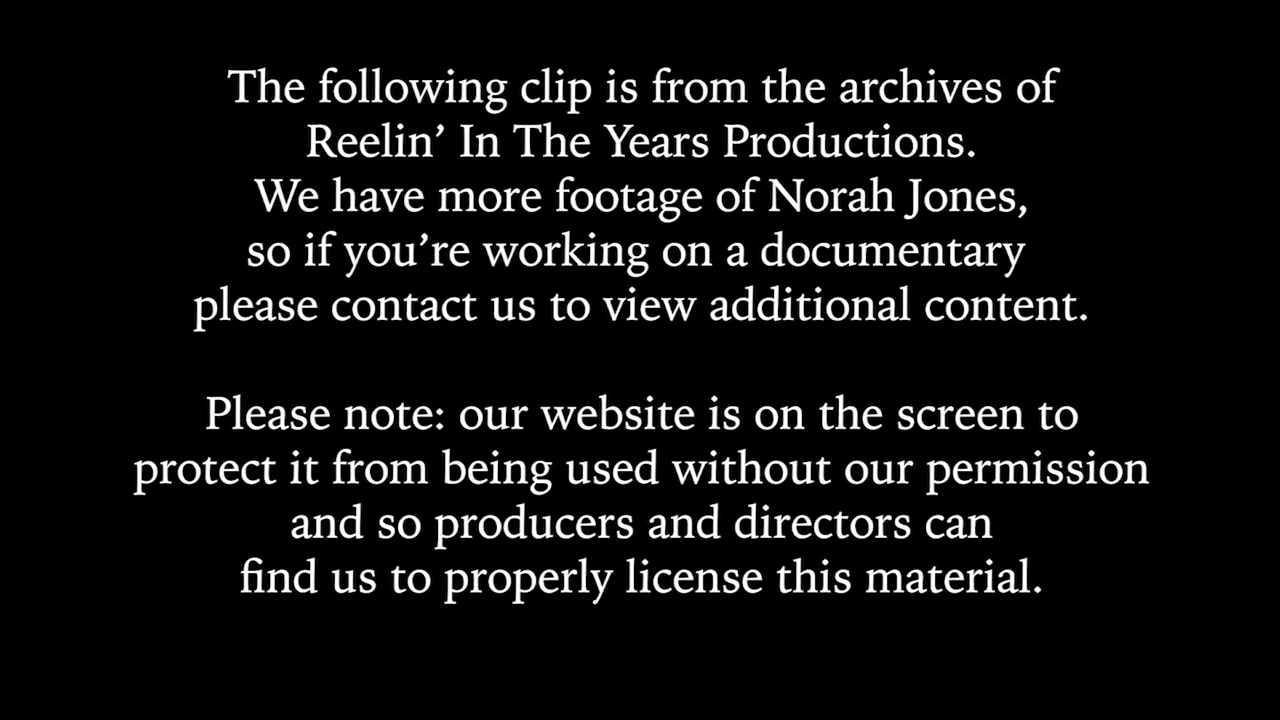 The following clip is from the archives of
Reelin’ In The Years Productions.
We have more footage of Norah Jones,
so if you’re working on a documentary
please contact us to view additional content.
Please note: our website is on the screen to
protect it from being used without our permission
and so producers and directors can
find us to properly license this material.